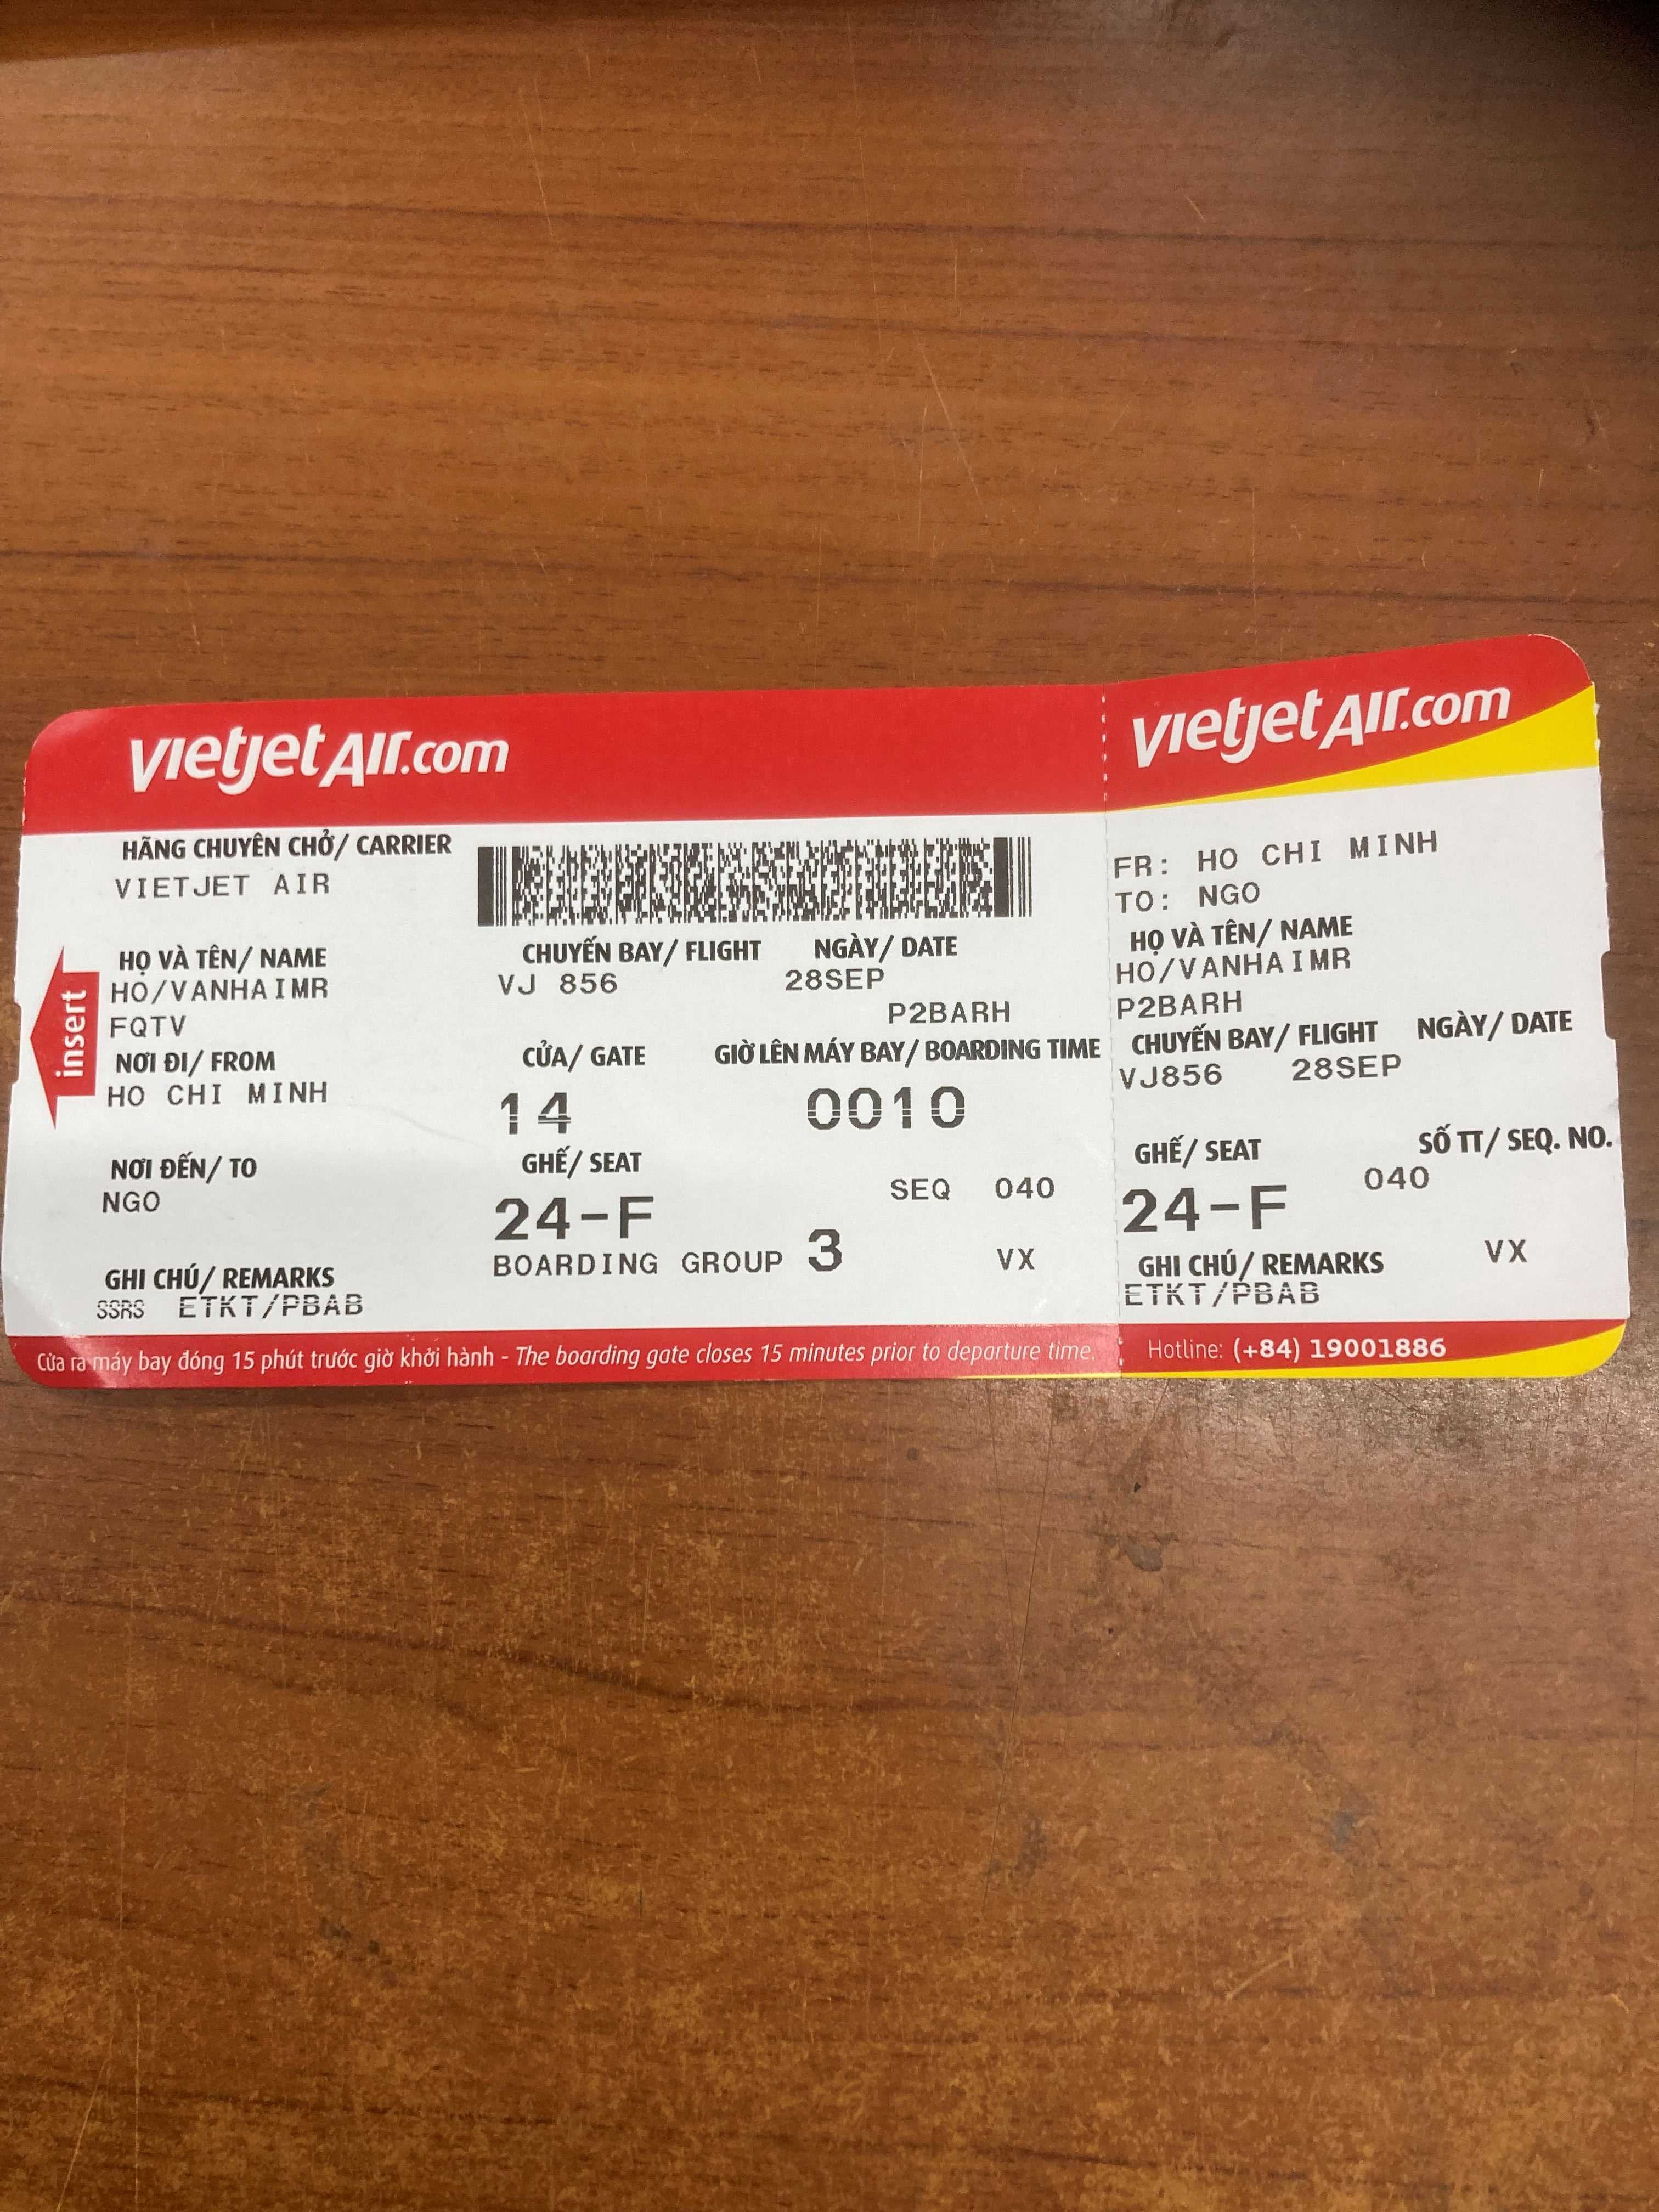 vietjetAir.com
HÃNG CHUYÊN CHỞ/ CARRIER
VIETJET AIR
insert
HỌ VÀ TÊN/ NAME
HO/VANHAIMR
FQTV
NƠI ĐI/ FROM
HO CHI MINH
NƠI ĐẾN/ TO
NGO
GHI CHÚ/ REMARKS
SSRS ETKT/PBAB
CHUYẾN BAY/ FLIGHT NGÀY/ DATE
VJ 856 28SEP
P2BARH
CỬA/ GATE GIỜ LÊN MÁY BAY/ BOARDING TIME
14 0010
GHẾ/ SEAT
SEQ 040
24-F
BOARDING GROUP 3 VX
Cửa ra máy bay đóng 15 phút trước giờ khởi hành - The boarding gate closes 15 minutes prior to departure time.
vietjetAir.com
FR: HO CHI MINH
TO: NGO
HỌ VÀ TÊN/ NAME
HO/VANHAIMR
P2BARH
CHUYẾN BAY/ FLIGHT NGÀY/ DATE
VJ856 28SEP
GHẾ/ SEAT SỐ TT/ SEQ. NO.
24-F 040
GHI CHÚ/ REMARKS VX
ETKT/PBAB
Hotline: (+84) 19001886